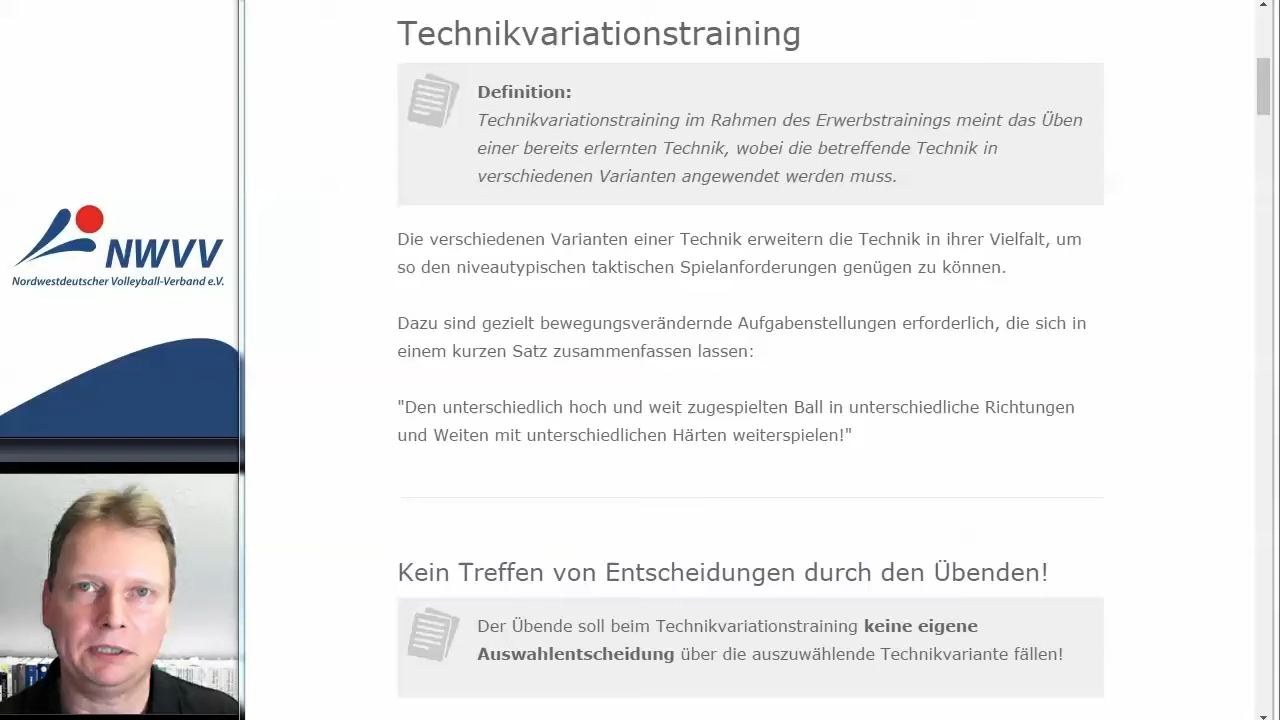 NWVV
Nordwestdeutscher Volleyball-Verband e.V.
Technikvariationstraining
Definition:
Technikvariationstraining im Rahmen des Erwerbstrainings meint das Üben
einer bereits erlernten Technik, wobei die betreffende Technik in
verschiedenen Varianten angewendet werden muss.
Die verschiedenen Varianten einer Technik erweitern die Technik in ihrer Vielfalt, um
so den niveautypischen taktischen Spielanforderungen genügen zu können.
Dazu sind gezielt bewegungsverändernde Aufgabenstellungen erforderlich, die sich in
einem kurzen Satz zusammenfassen lassen:
"Den unterschiedlich hoch und weit zugespielten Ball in unterschiedliche Richtungen
und Weiten mit unterschiedlichen Härten weiterspielen!"
Kein Treffen von Entscheidungen durch den Übenden!
Der Übende soll beim Technikvariationstraining keine eigene
Auswahlentscheidung über die auszuwählende Technikvariante fällen!